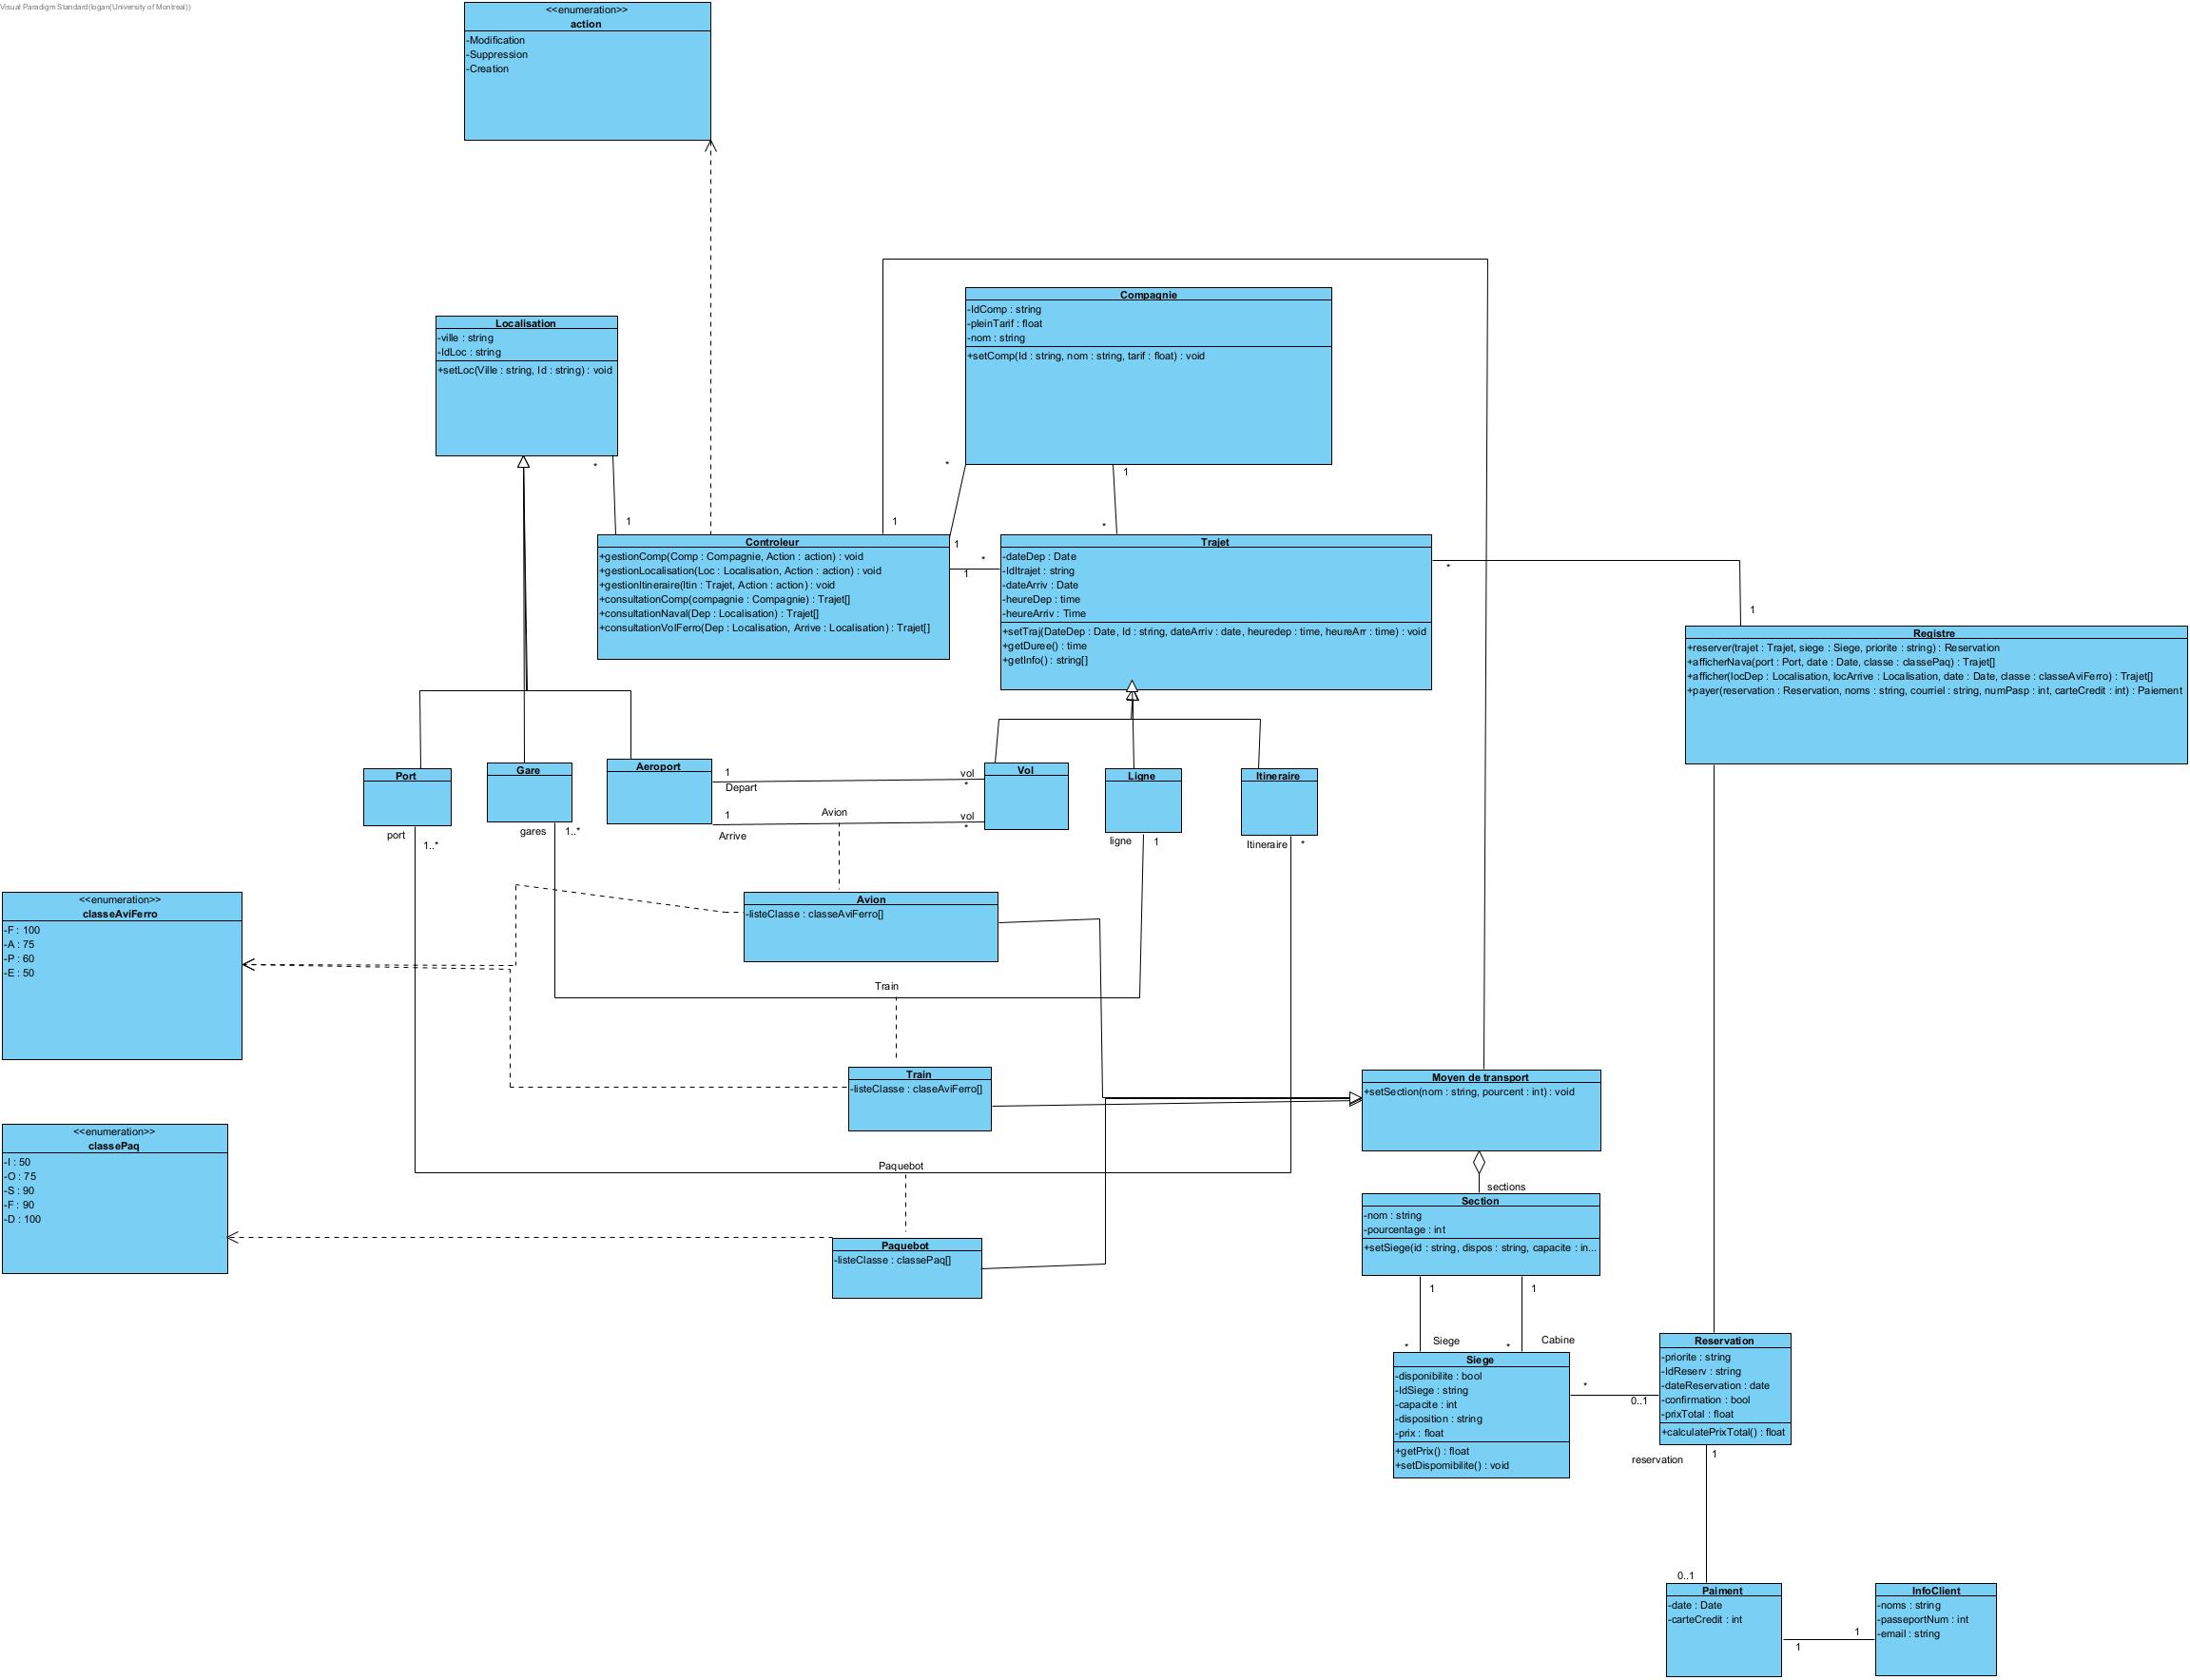 Visual Paradigm Standard(logan(University of Montreal))
<<enumeration>>
action
-Modification
-Suppression
-Creation
Compagnie
-IdComp : string
-pleinTarif : float
-nom : string
+setComp(Id : string, nom : string, tarif : float) : void
Localisation
-ville : string
-IdLoc : string
+setLoc(Ville : string, Id : string) : void
*
1
*
1
1
*
1
Controleur
+gestionComp(Comp : Compagnie, Action : action) : void
+gestionLocalisation(Loc : Localisation, Action : action) : void
+gestionItineraire(Itin : Trajet, Action : action) : void
+consultationComp(compagnie : Compagnie) : Trajet[]
+consultationNaval(Dep : Localisation) : Trajet[]
+consultationVolFerro(Dep : Localisation, Arrive : Localisation) : Trajet[]
1
*
1
Trajet
-dateDep : Date
-IdItrajet : string
-dateArriv : Date
-heureDep : time
-heureArriv : Time
+setTraj(DateDep : Date, Id : string, dateArriv : date, heuredep : time, heureArr : time) : void
+getDuree() : time
+getInfo() : string[]
*
1
Registre
+reserver(trajet : Trajet, siege : Siege, priorite : string) : Reservation
+afficherNava(port : Port, date : Date, classe : classePaq) : Trajet[]
+afficher(locDep : Localisation, locArrive : Localisation, date : Date, classe : classeAviFerro) : Trajet[]
+payer(reservation : Reservation, noms : string, courriel : string, numPasp : int, carteCredit : int) : Paiement
Port
Gare
Aeroport
Vol
Ligne
Itineraire
1
Depart
vol
*
1
Arrive
Avion
vol
*
port
1..*
gares
1..*
ligne
1
Itineraire
*
<<enumeration>>
classeAviFerro
-F : 100
-A : 75
-P : 60
-E : 50
Avion
-listeClasse : classeAviFerro[]
Train
Train
-listeClasse : claseAviFerro[]
Moyen de transport
+setSection(nom : string, pourcent : int) : void
<<enumeration>>
classePaq
-I : 50
-O : 75
-S : 90
-F : 90
-D : 100
Paquebot
Paquebot
-listeClasse : classePaq[]
sections
Section
-nom : string
-pourcentage : int
+setSiege(id : string, dispos : string, capacite : in...
1
1
*
Siege
*
Cabine
Siege
-disponibilite : bool
-IdSiege : string
-capacite : int
-disposition : string
-prix : float
+getPrix() : float
+setDispomibilite() : void
*
0..1
Reservation
-priorite : string
-IdReserv : string
-dateReservation : date
-confirmation : bool
-prixTotal : float
+calculatePrixTotal() : float
reservation
1
0..1
Paiment
-date : Date
-carteCredit : int
1
1
InfoClient
-noms : string
-passeportNum : int
-email : string